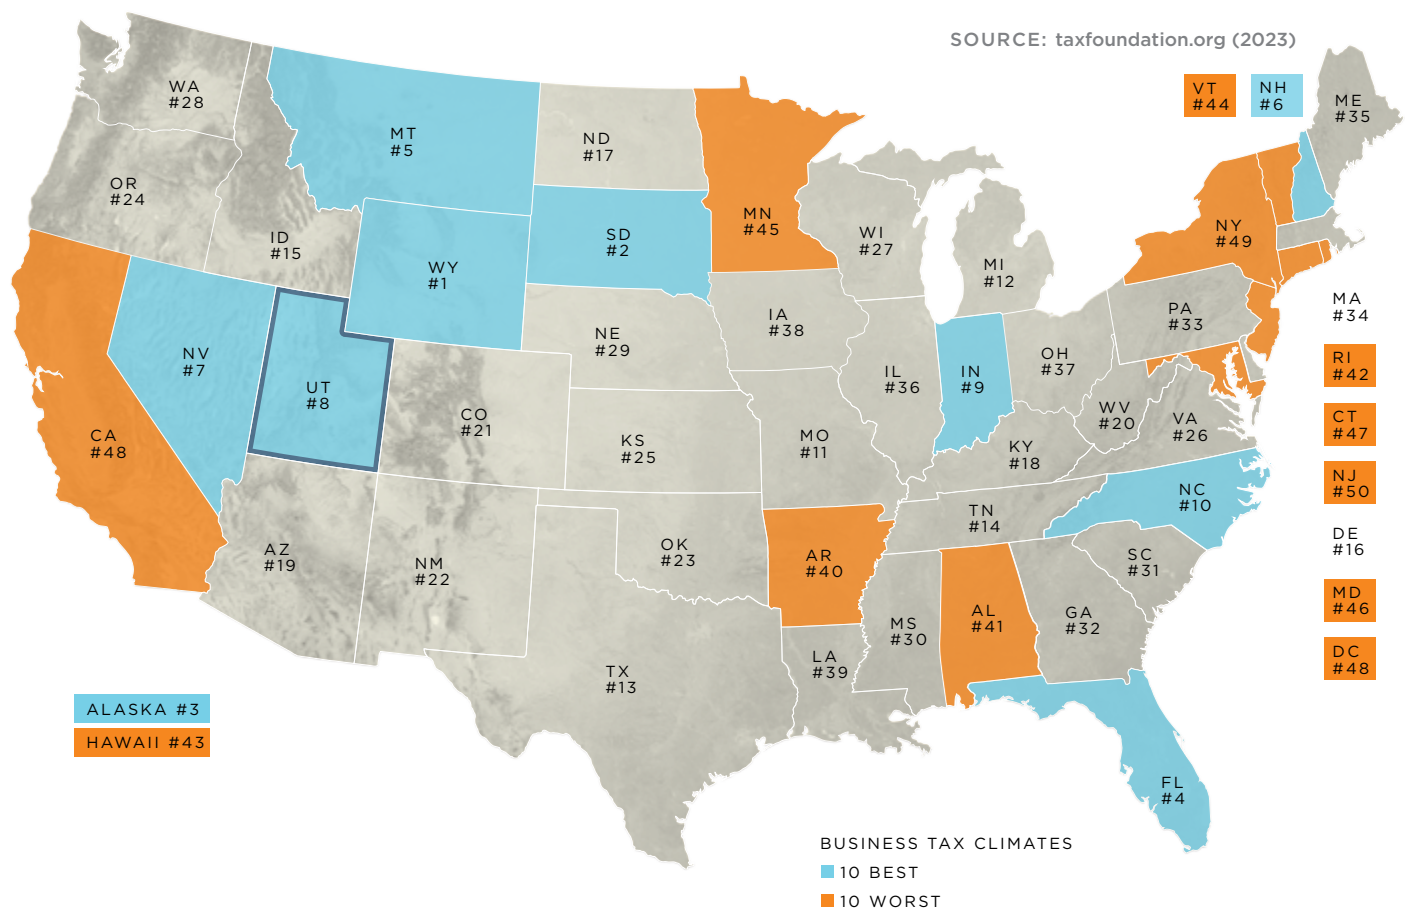 SOURCE: taxfoundation.org (2023)
WA
#28
MT
#5
ND
#17
MN
#45
VT
#44
NH
#6
ME
#35
OR
#24
ID
#15
WY
#1
SD
#2
WI
#27
MI
#12
NY
#49
NV
#7
UT
#8
CO
#21
NE
#29
IA
#38
IL
#36
IN
#9
OH
#37
PA
#33
MA
#34
RI
#42
CT
#47
NJ
#50
DE
#16
MD
#46
DC
#48
CA
#48
KS
#25
MO
#11
KY
#18
WV
#20
VA
#26
AZ
#19
NM
#22
OK
#23
AR
#40
TN
#14
NC
#10
SC
#31
TX
#13
LA
#39
MS
#30
AL
#41
GA
#32
FL
#4
ALASKA #3
HAWAII #43
BUSINESS TAX CLIMATES
10 BEST
10 WORST